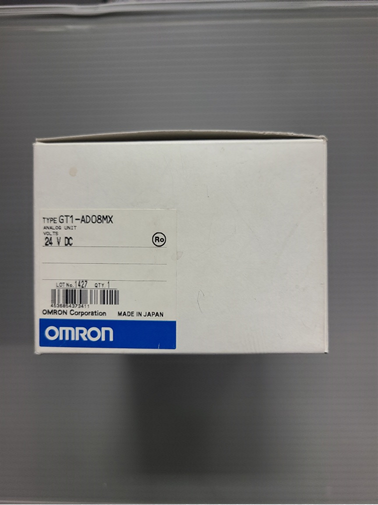 TYPE GT1-AD08MX
ANALOG UNIT
VOLTS
24 V DC
Ro
LOT No. 1427 QTY. 1
4536854373411
OMRON Corporation MADE IN JAPAN
OMRON